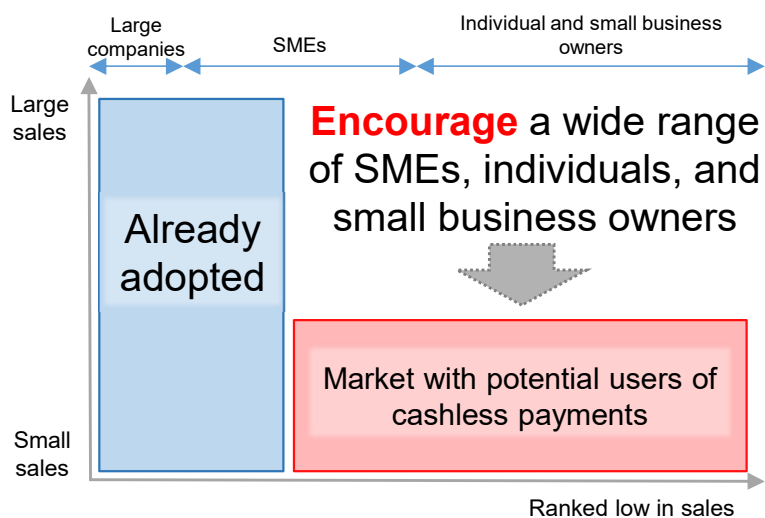 Large
companies
SMEs
Individual and small business
owners
Large
sales
Encourage a wide range
of SMEs, individuals, and
small business owners
Already
adopted
Market with potential users of
cashless payments
Small
sales
Ranked low in sales